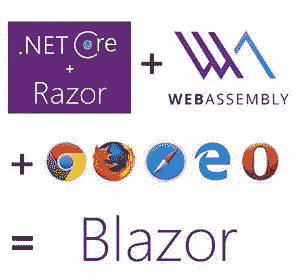 .NET Core
+
Razor
+
WEBASSEMBLY
+
= Blazor